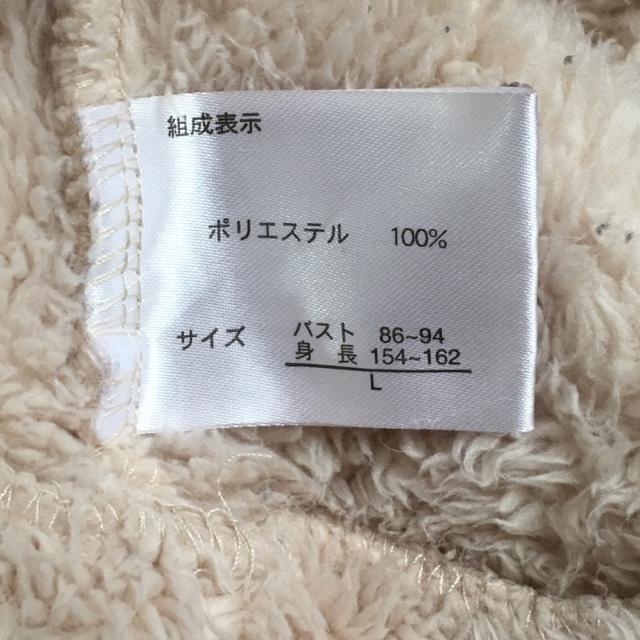 組成表示
ポリエステル 100%
サイズ バスト 86~94
身長 154~162
L